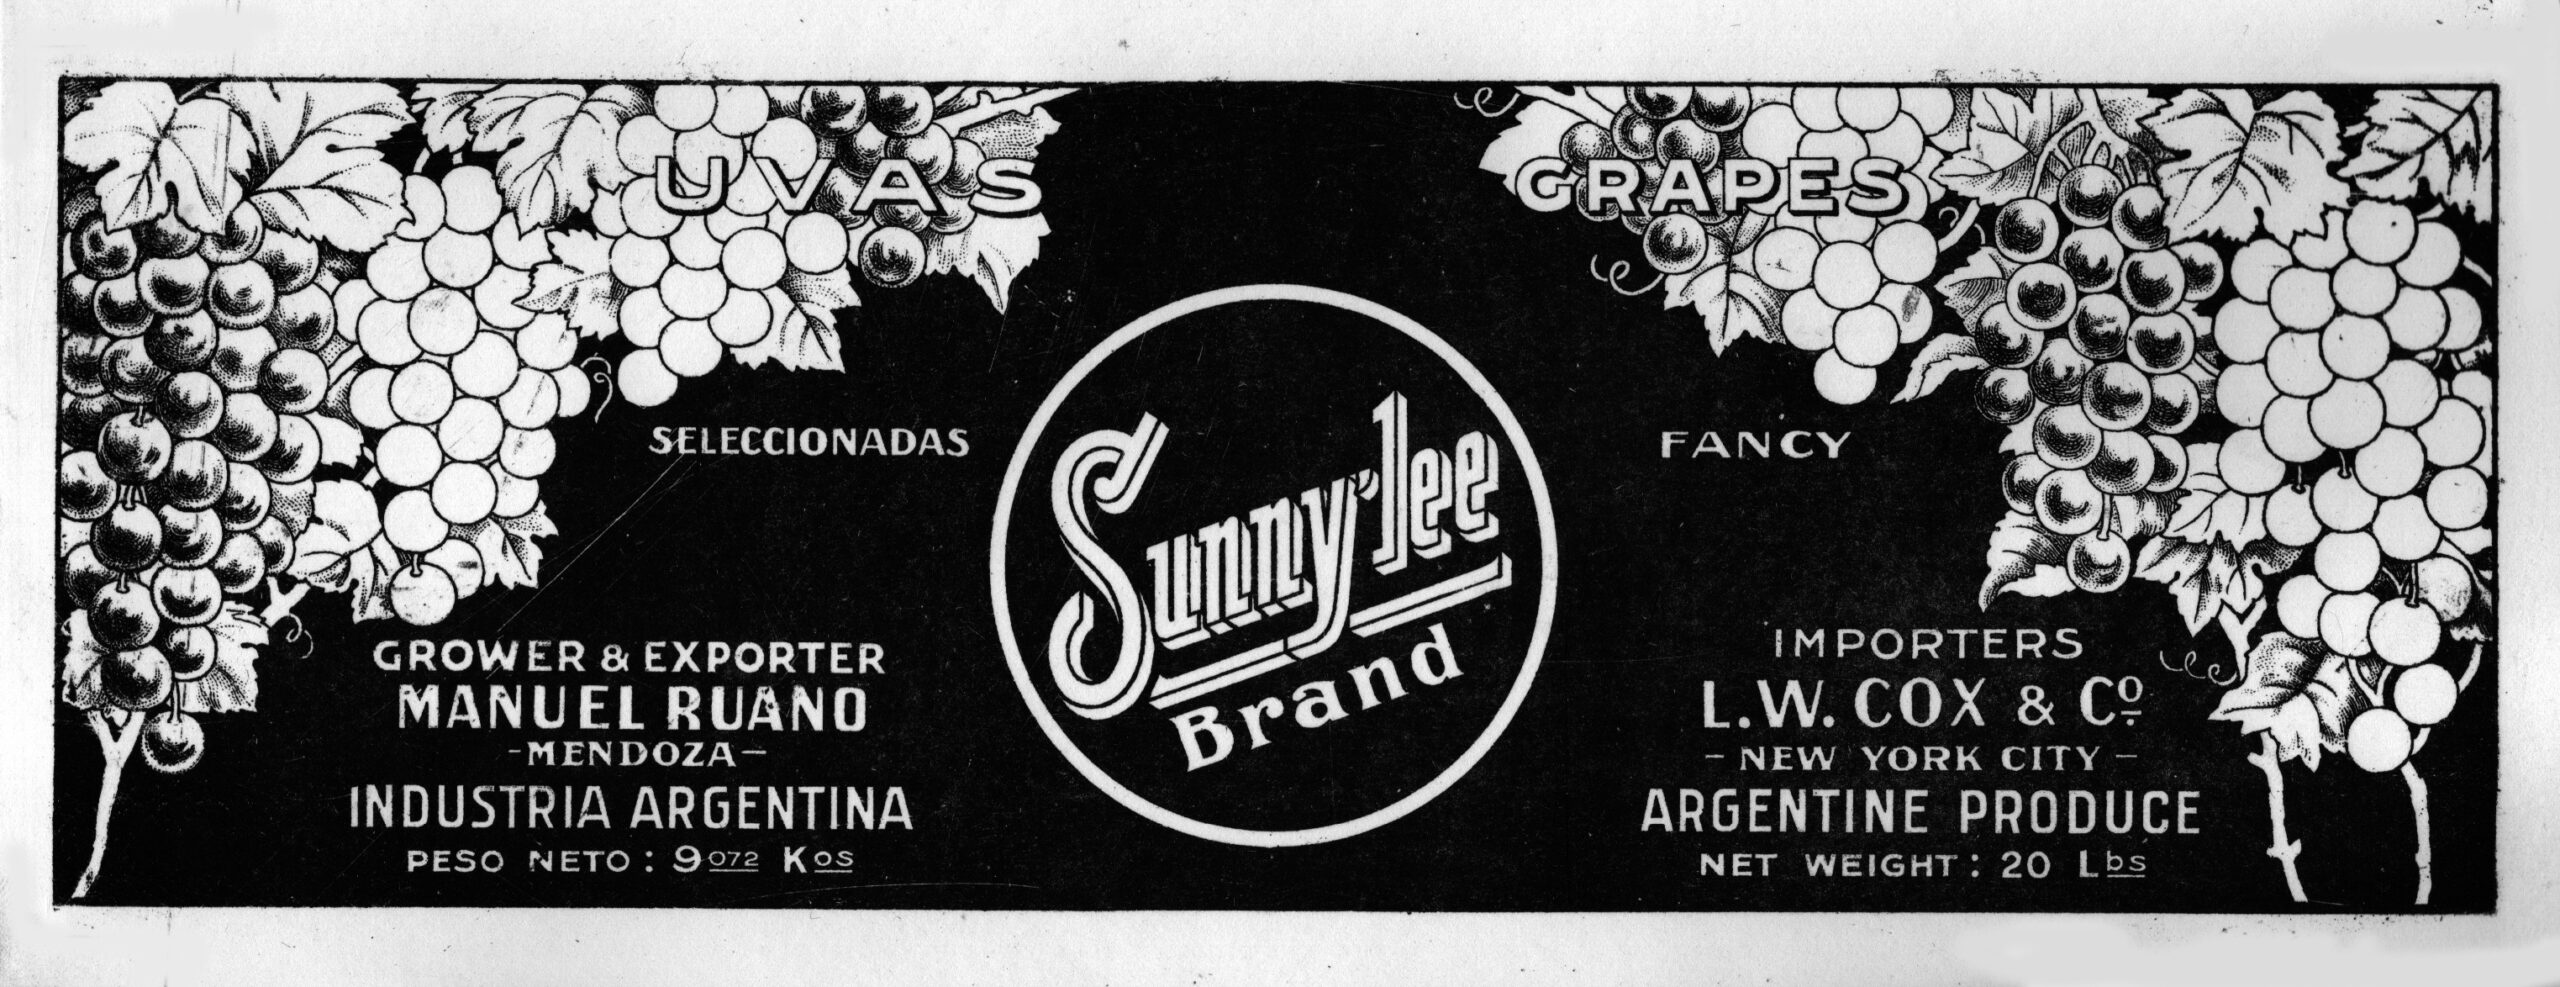 UVAS
SELECCIONADAS
GROWER & EXPORTER
MANUEL RUANO
-MENDOZA-
INDUSTRIA ARGENTINA
PESO NETO: 9072 Kos
Sunny-lee
Brand
GRAPES
FANCY
IMPORTERS
L.W. COX & Cº
- NEW YORK CITY -
ARGENTINE PRODUCE
NET WEIGHT: 20 Lbs